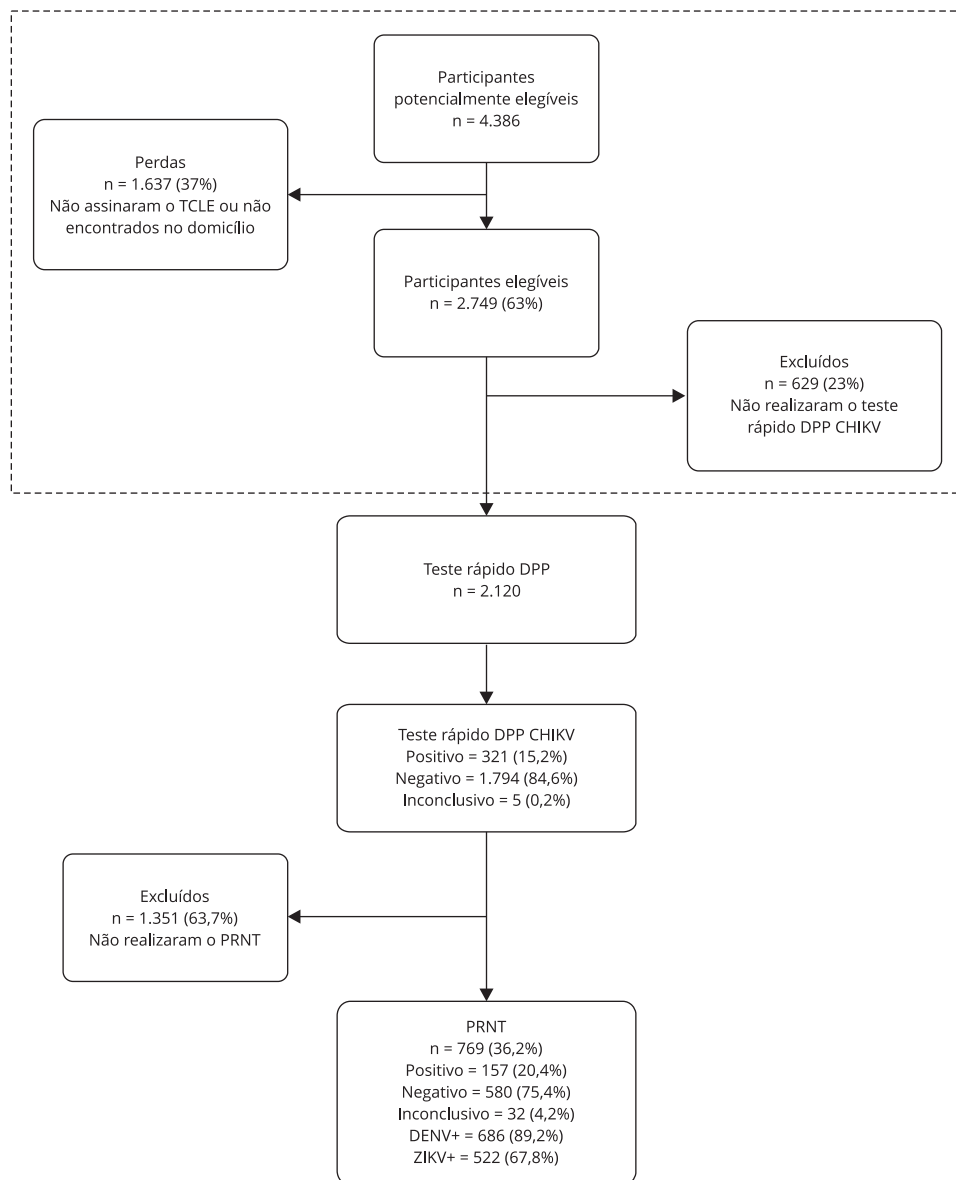 Participantes
potencialmente elegíveis
n = 4.386
Perdas
n = 1.637 (37%)
Não assinaram o TCLE ou não
encontrados no domicílio
Participantes elegíveis
n = 2.749 (63%)
Excluídos
n = 629 (23%)
Não realizaram o teste
rápido DPP CHIKV
Teste rápido DPP
n = 2.120
Teste rápido DPP CHIKV
Positivo = 321 (15,2%)
Negativo = 1.794 (84,6%)
Inconclusivo = 5 (0,2%)
Excluídos
n = 1.351 (63,7%)
Não realizaram o PRNT
PRNT
n = 769 (36,2%)
Positivo = 157 (20,4%)
Negativo = 580 (75,4%)
Inconclusivo = 32 (4,2%)
DENV+ = 686 (89,2%)
ZIKV+ = 522 (67,8%)